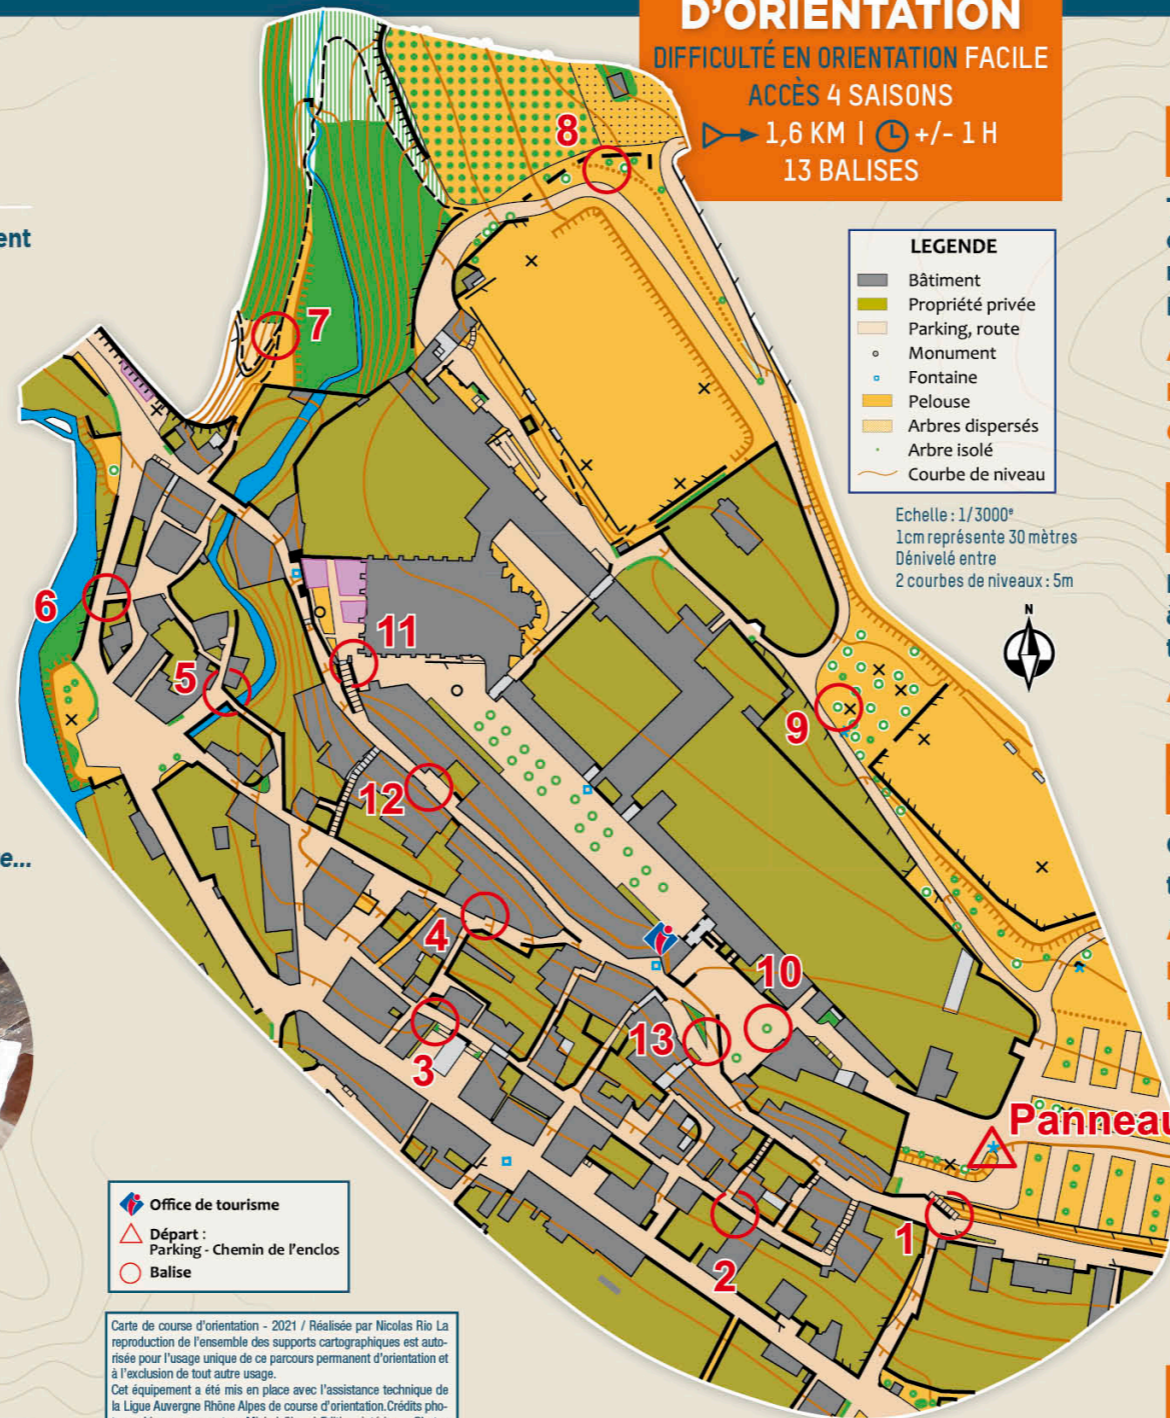 D'ORIENTATION
DIFFICULTÉ EN ORIENTATION FACILE
ACCÈS 4 SAISONS
1,6 KM | +/- 1 H
13 BALISES
ent
e...
LEGENDE
Bâtiment
Propriété privée
Parking, route
Monument
Fontaine
Pelouse
Arbres dispersés
Arbre isolé
Courbe de niveau
Echelle : 1/3000e
1cm représente 30 mètres
Dénivelé entre
2 courbes de niveaux : 5m
N
8
7
6
11
5
9
12
4
10
13
3
Panneau
1
2
Office de tourisme
Départ :
Parking - Chemin de l'enclos
Balise
Carte de course d'orientation - 2021 / Réalisée par Nicolas Rio La
reproduction de l'ensemble des supports cartographiques est auto-
risée pour l'usage unique de ce parcours permanent d'orientation et
à l'exclusion de tout autre usage.
Cet équipement a été mis en place avec l'assistance technique de
la Ligue Auvergne Rhône Alpes de course d'orientation.Crédits pho-